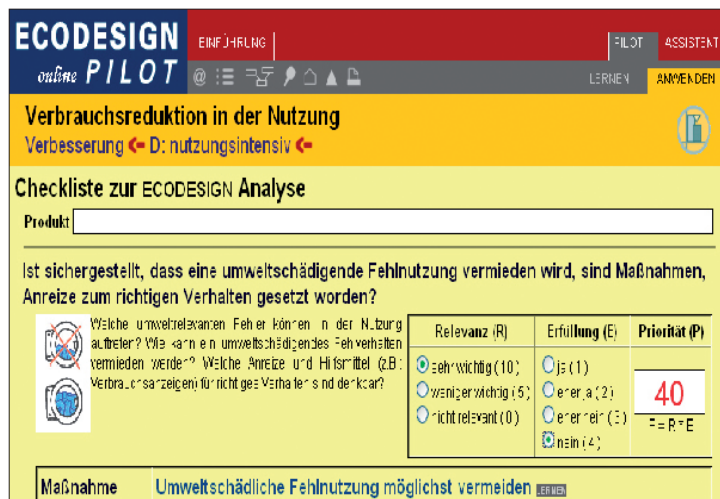 ECODESIGN
online PILOT
EINFÜHRUNG
PILOT ASSISTENT
@
LERNEN ANWENDEN
Verbrauchsreduktion in der Nutzung
Verbesserung D: nutzungsintensiv
Checkliste zur ECODESIGN Analyse
Produkt
Ist sichergestellt, dass eine umweltschädigende Fehlnutzung vermieden wird, sind Maßnahmen,
Anreize zum richtigen Verhalten gesetzt worden?
Welche umweltrelevanten Fehler können in der Nutzung
auftreten? Wie kann ein umweltschädigendes Fehlverhalten
vermieden werden? Welche Anreize und Hilfsmittel (z.B.:
Verbrauchsanzeigen) für richtiges Verhalten sind denkbar?
Relevanz (R)
sehr wichtig (10)
weniger wichtig (5)
nicht relevant (0)
Erfüllung (E)
ja (1)
eher ja (2)
eher nein (3)
nein (4)
Priorität (P)
40
P = R * E
Maßnahme Umweltschädliche Fehlnutzung möglichst vermeiden LERNEN